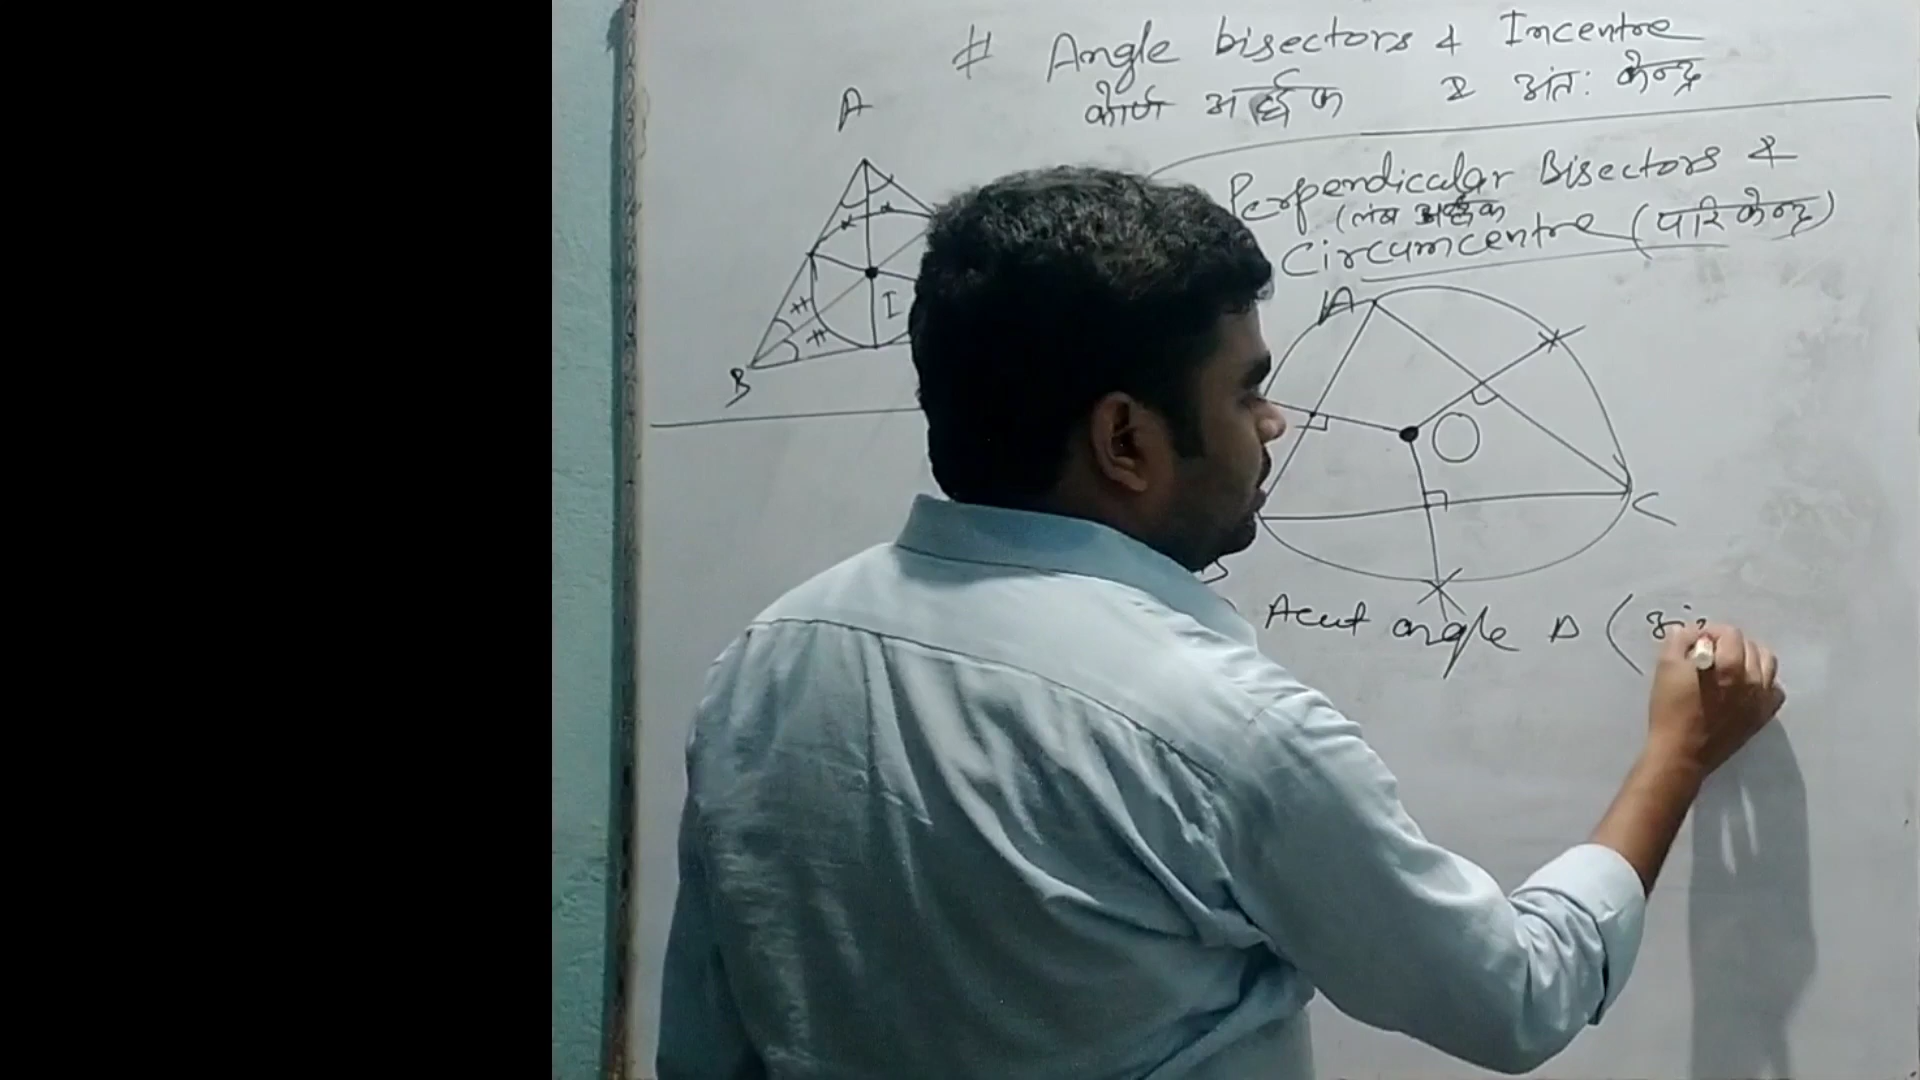 # Angle bisectors & Incentre
कोण अर्द्धक व अंतः केन्द्र
A
Perpendicular Bisectors &
(लंब अर्द्धक
Circumcentre (परिकेन्द्र)
A
I
O
B
C
B
Acut angle Δ (